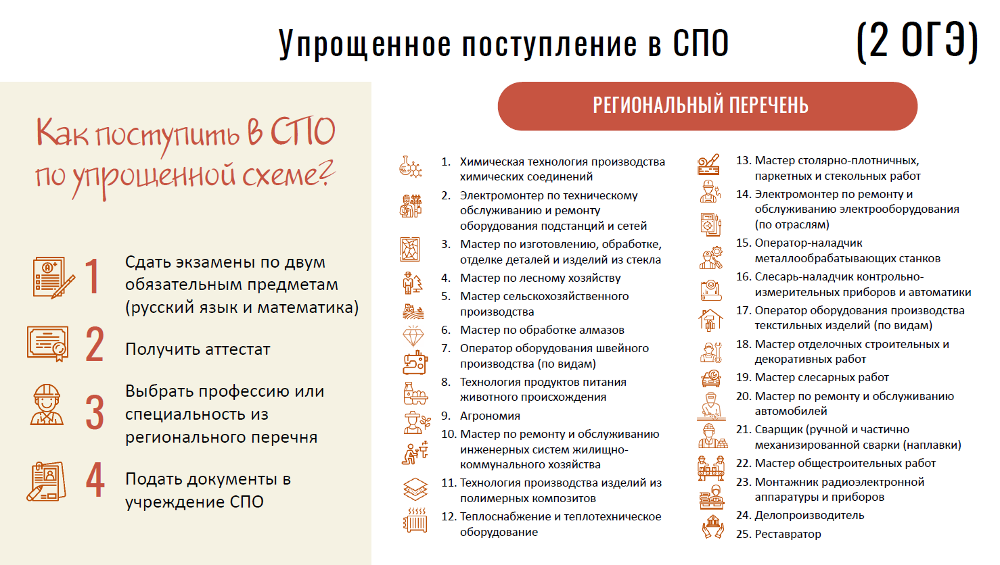 Упрощенное поступление в СПО
(2 ОГЭ)
Как поступить в СПО
по упрощенной схеме?
1
Сдать экзамены по двум
обязательным предметам
(русский язык и математика)
2
Получить аттестат
3
Выбрать профессию или
специальность из
регионального перечня
4
Подать документы в
учреждение СПО
РЕГИОНАЛЬНЫЙ ПЕРЕЧЕНЬ
1. Химическая технология производства
химических соединений
2. Электромонтер по техническому
обслуживанию и ремонту
оборудования подстанций и сетей
3. Мастер по изготовлению, обработке,
отделке деталей и изделий из стекла
4. Мастер по лесному хозяйству
5. Мастер сельскохозяйственного
производства
6. Мастер по обработке алмазов
7. Оператор оборудования швейного
производства (по видам)
8. Технология продуктов питания
животного происхождения
9. Агрономия
10. Мастер по ремонту и обслуживанию
инженерных систем жилищно-
коммунального хозяйства
11. Технология производства изделий из
полимерных композитов
12. Теплоснабжение и теплотехническое
оборудование
13. Мастер столярно-плотничных,
паркетных и стекольных работ
14. Электромонтер по ремонту и
обслуживанию электрооборудования
(по отраслям)
15. Оператор-наладчик
металлообрабатывающих станков
16. Слесарь-наладчик контрольно-
измерительных приборов и автоматики
17. Оператор оборудования производства
текстильных изделий (по видам)
18. Мастер отделочных строительных и
декоративных работ
19. Мастер слесарных работ
20. Мастер по ремонту и обслуживанию
автомобилей
21. Сварщик (ручной и частично
механизированной сварки (наплавки)
22. Мастер общестроительных работ
23. Монтажник радиоэлектронной
аппаратуры и приборов
24. Делопроизводитель
25. Реставратор